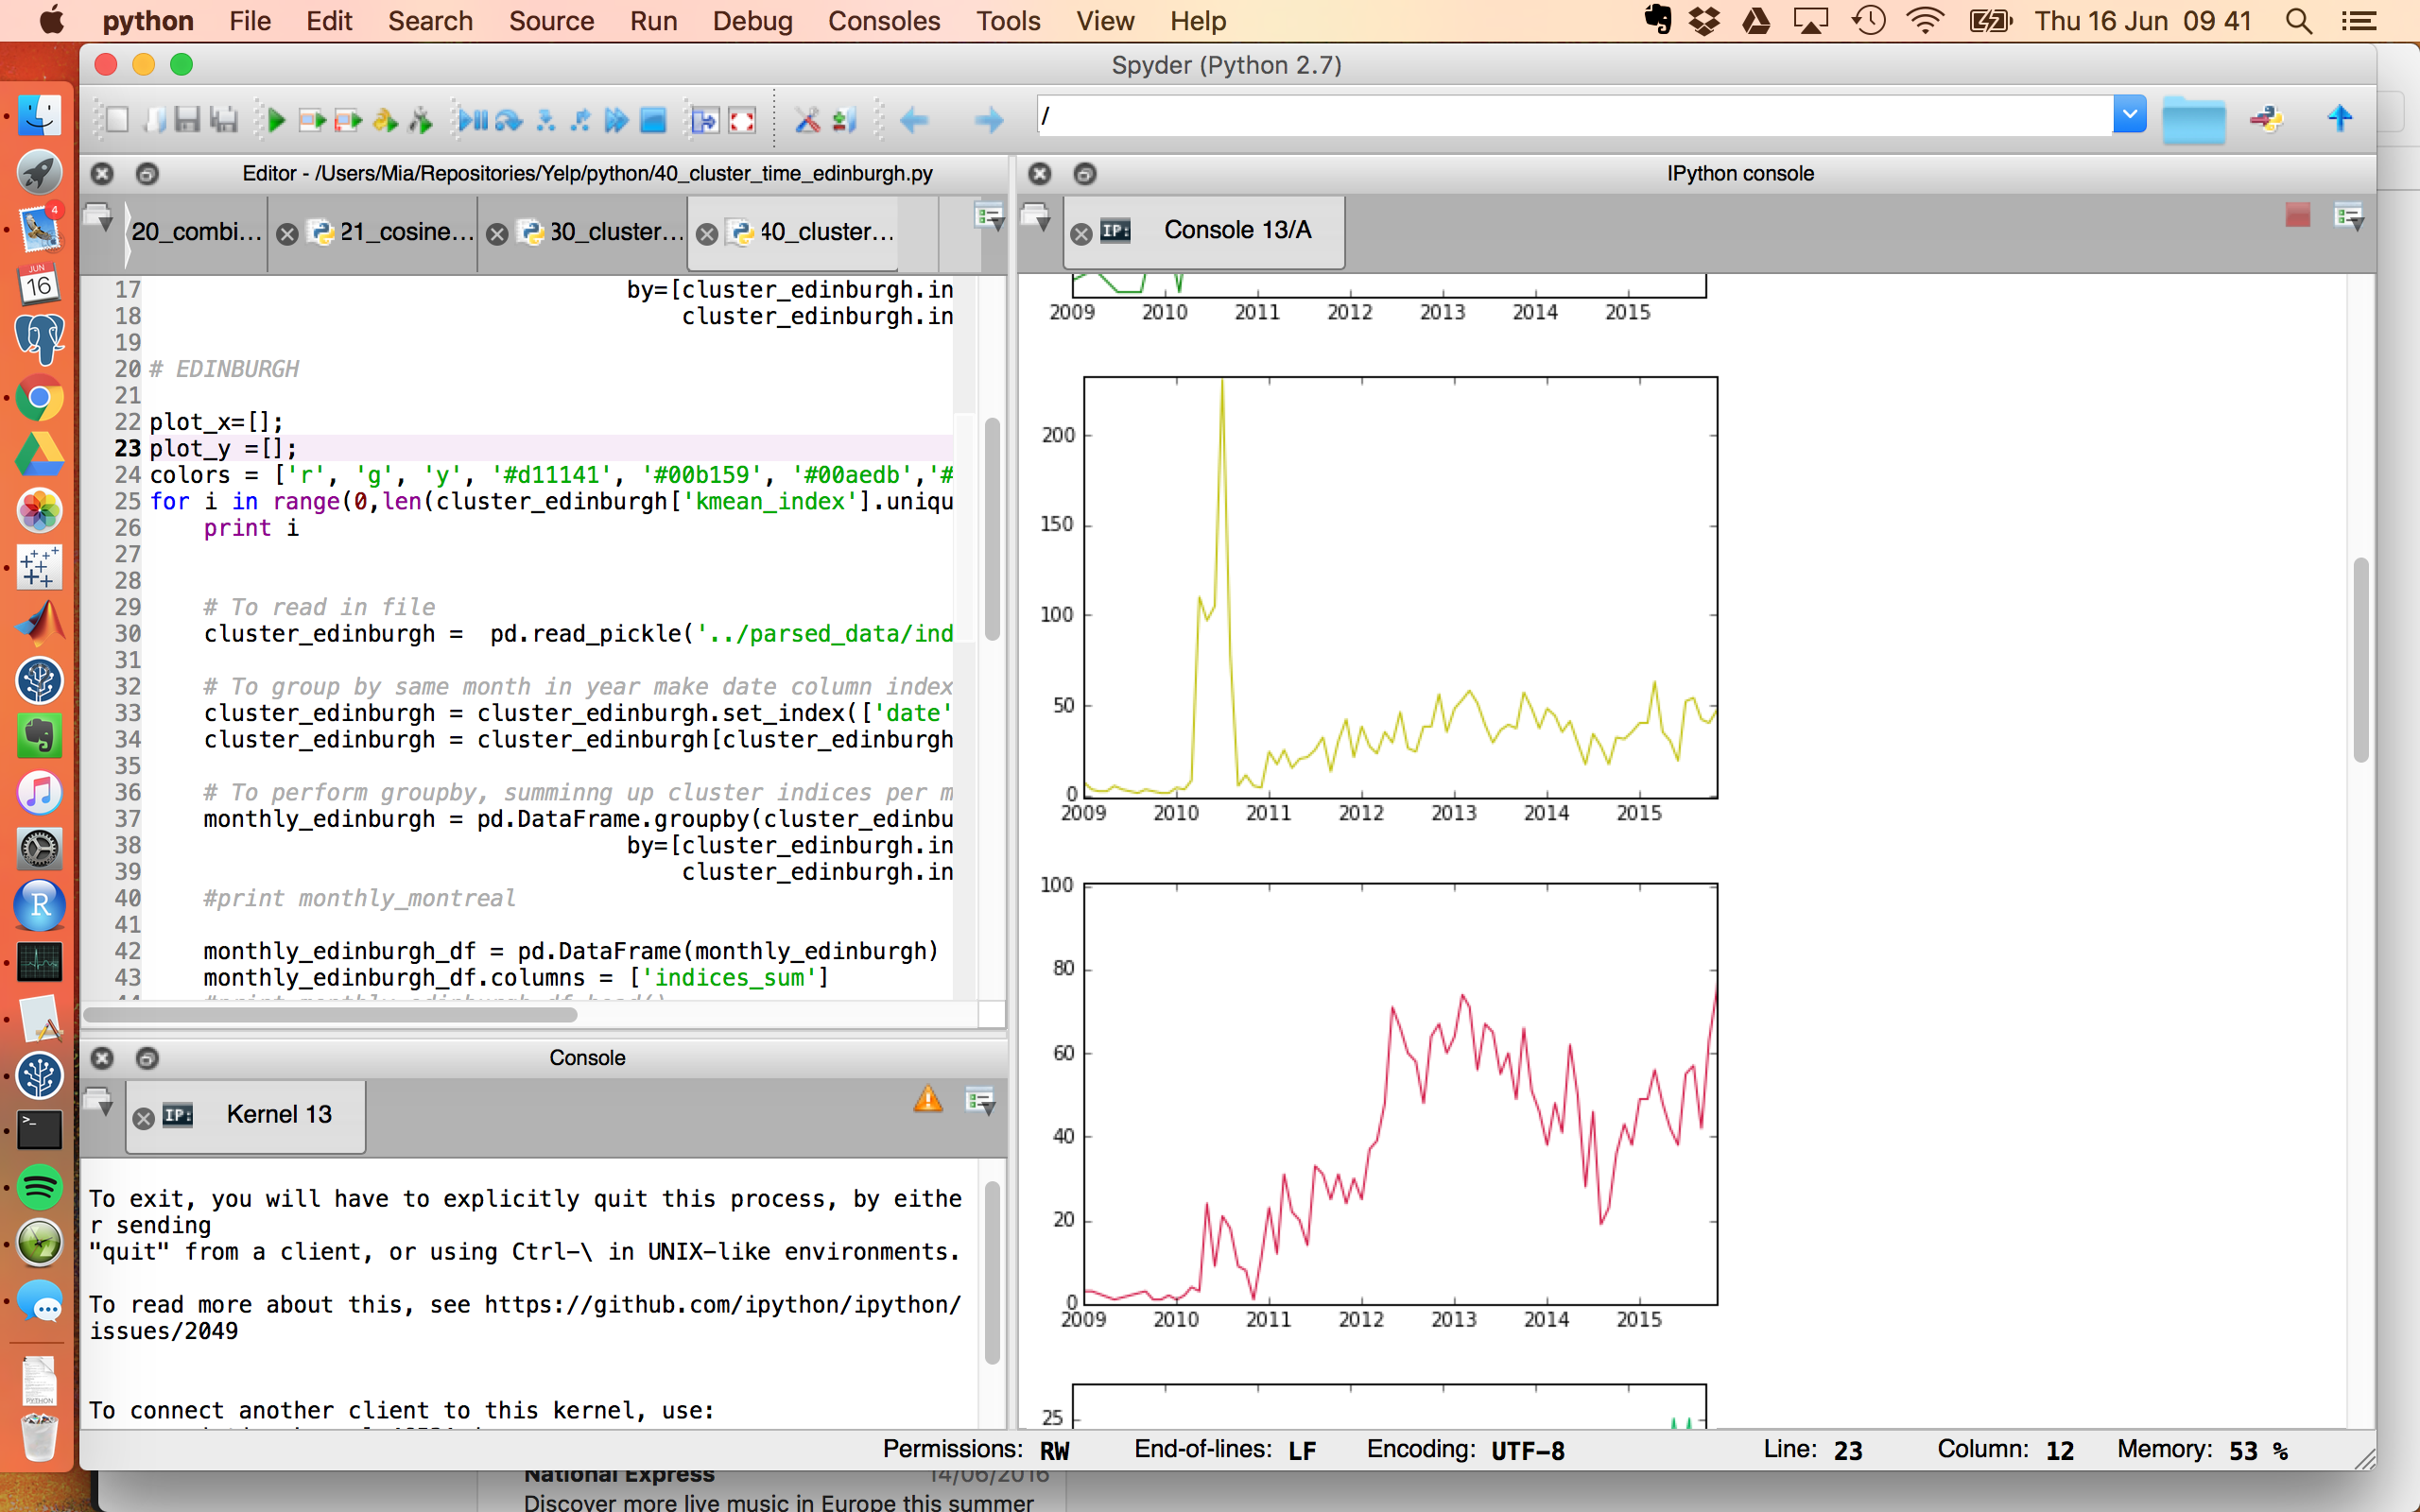 python File Edit Search Source Run Debug Consoles Tools View Help Thu 16 Jun 09 41
Spyder (Python 2.7)
/
Editor - /Users/Mia/Repositories/Yelp/python/40_cluster_time_edinburgh.py
20_combi... 21_cosine... 30_cluster... 40_cluster...
17 by=[cluster_edinburgh.in
18 cluster_edinburgh.in
19
20 # EDINBURGH
21
22 plot_x=[];
23 plot_y =[];
24 colors = ['r', 'g', 'y', '#d11141', '#00b159', '#00aedb','#
25 for i in range(0,len(cluster_edinburgh['kmean_index'].uniqu
26 print i
27
28
29 # To read in file
30 cluster_edinburgh = pd.read_pickle('../parsed_data/ind
31
32 # To group by same month in year make date column index
33 cluster_edinburgh = cluster_edinburgh.set_index(['date'
34 cluster_edinburgh = cluster_edinburgh[cluster_edinburgh
35
36 # To perform groupby, summinng up cluster indices per m
37 monthly_edinburgh = pd.DataFrame.groupby(cluster_edinbu
38 by=[cluster_edinburgh.in
39 cluster_edinburgh.in
40 #print monthly_montreal
41
42 monthly_edinburgh_df = pd.DataFrame(monthly_edinburgh)
43 monthly_edinburgh_df.columns = ['indices_sum']
Console
IP: Kernel 13
To exit, you will have to explicitly quit this process, by eithe
r sending
"quit" from a client, or using Ctrl-\ in UNIX-like environments.
To read more about this, see https://github.com/ipython/ipython/
issues/2049
To connect another client to this kernel, use:
IPython console
IP: Console 13/A
2009 2010 2011 2012 2013 2014 2015
200
150
100
50
0
2009 2010 2011 2012 2013 2014 2015
100
80
60
40
20
0
2009 2010 2011 2012 2013 2014 2015
25
Permissions: RW End-of-lines: LF Encoding: UTF-8 Line: 23 Column: 12 Memory: 53 %
National Express 14/06/2016
Discover more live music in Europe this summer
JUN
16
4
R
PYTHON